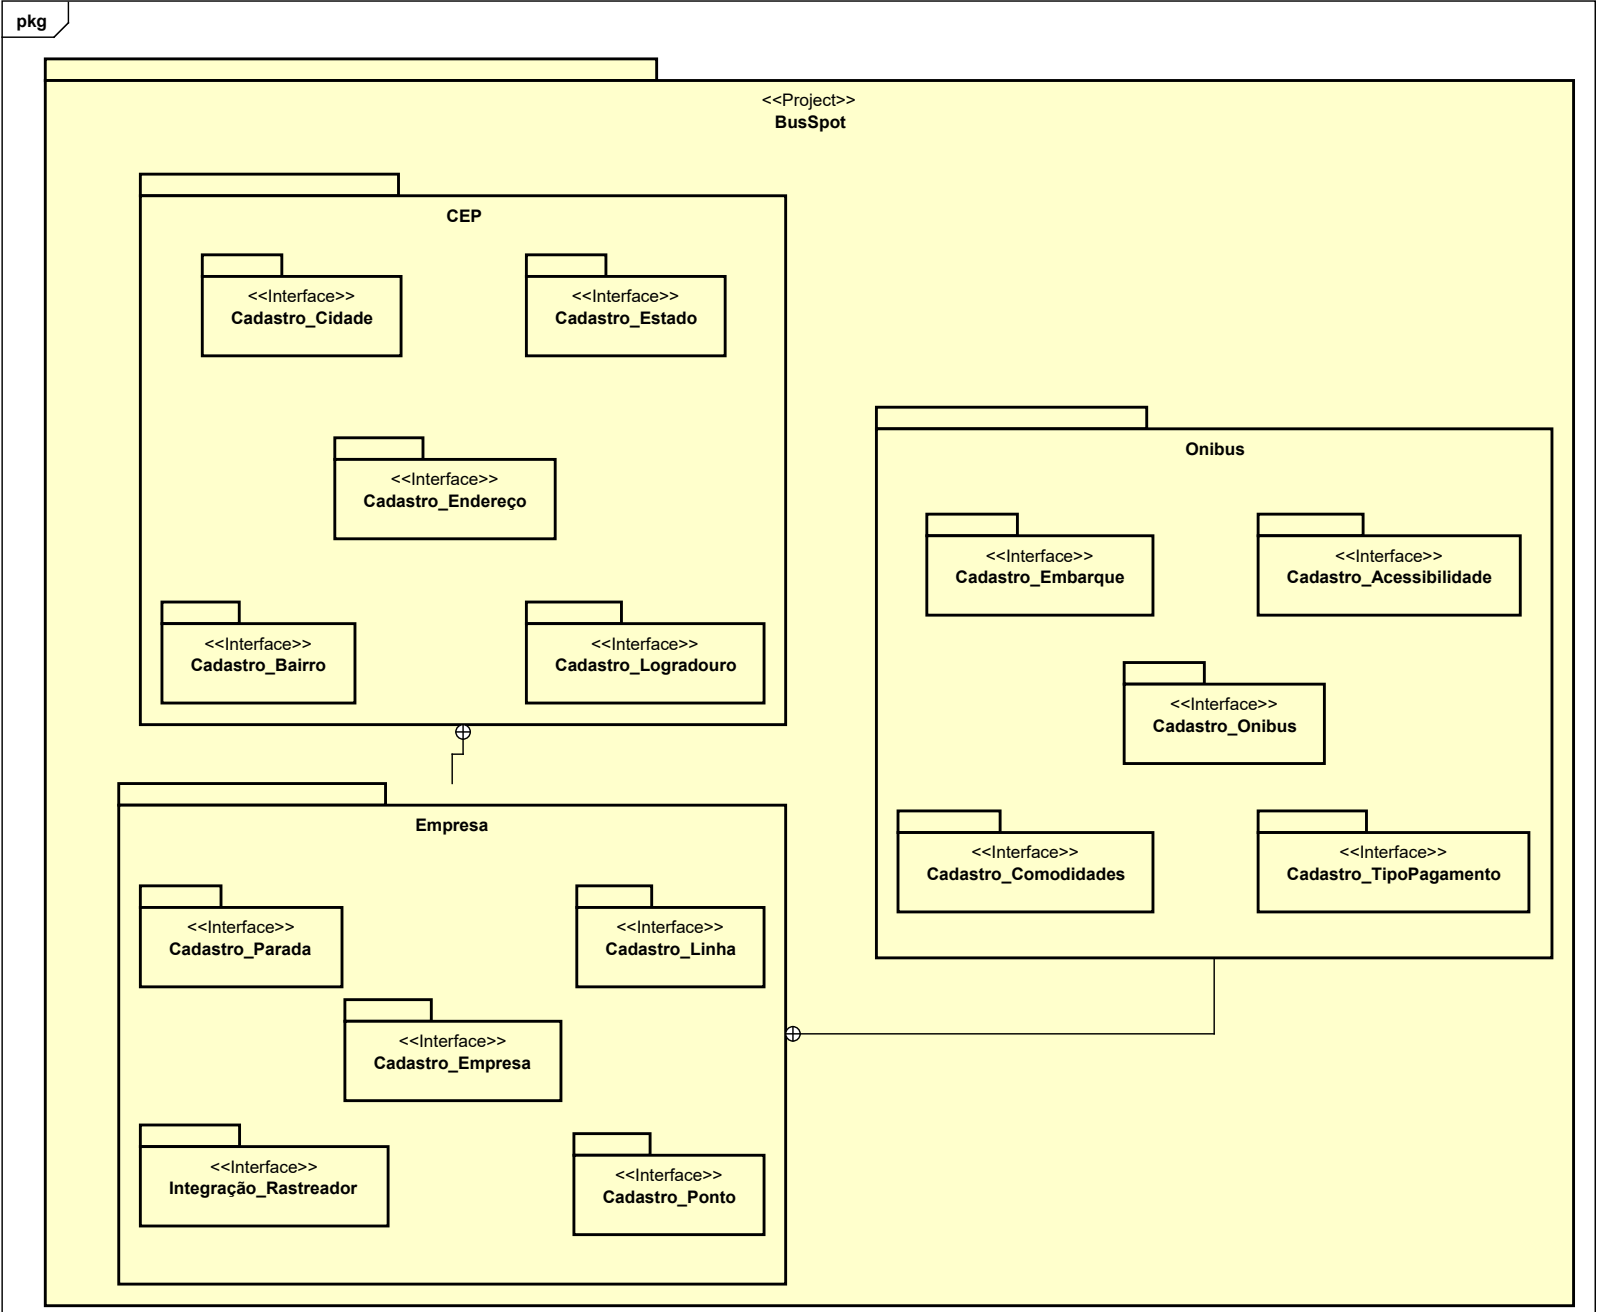 pkg
<<Project>>
BusSpot
CEP
<<Interface>>
Cadastro_Cidade
<<Interface>>
Cadastro_Estado
<<Interface>>
Cadastro_Endereço
<<Interface>>
Cadastro_Bairro
<<Interface>>
Cadastro_Logradouro
Onibus
<<Interface>>
Cadastro_Embarque
<<Interface>>
Cadastro_Acessibilidade
<<Interface>>
Cadastro_Onibus
<<Interface>>
Cadastro_Comodidades
<<Interface>>
Cadastro_TipoPagamento
Empresa
<<Interface>>
Cadastro_Parada
<<Interface>>
Cadastro_Linha
<<Interface>>
Cadastro_Empresa
<<Interface>>
Integração_Rastreador
<<Interface>>
Cadastro_Ponto